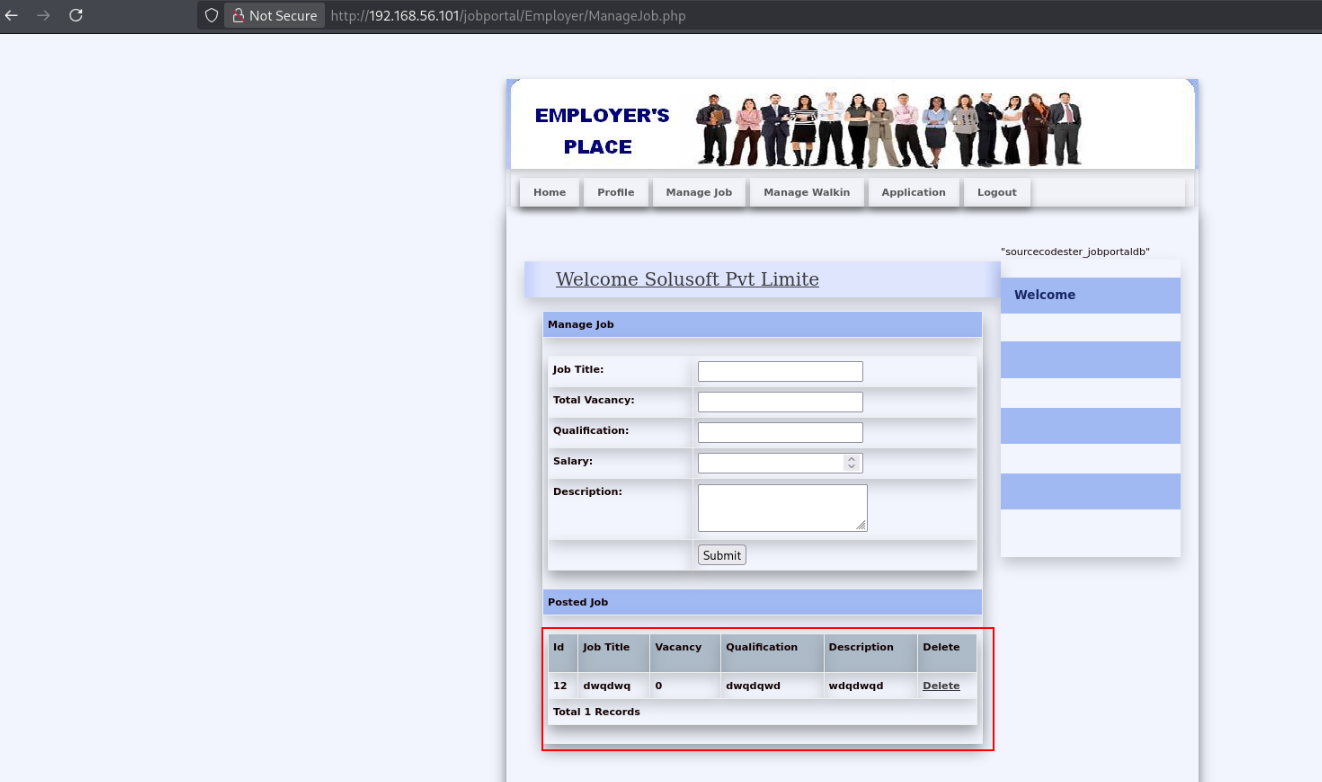 Not Secure http://192.168.56.101/jobportal/Employer/ManageJob.php
EMPLOYER'S
PLACE
Home Profile Manage Job Manage Walkin Application Logout
"sourcecodester_jobportaldb"
Welcome Solusoft Pvt Limite
Welcome
Manage Job
Job Title:
Total Vacancy:
Qualification:
Salary:
Description:
Submit
Posted Job
Id Job Title Vacancy Qualification Description Delete
12 dwqdwq 0 dwqdqwd wdqdwqd Delete
Total 1 Records